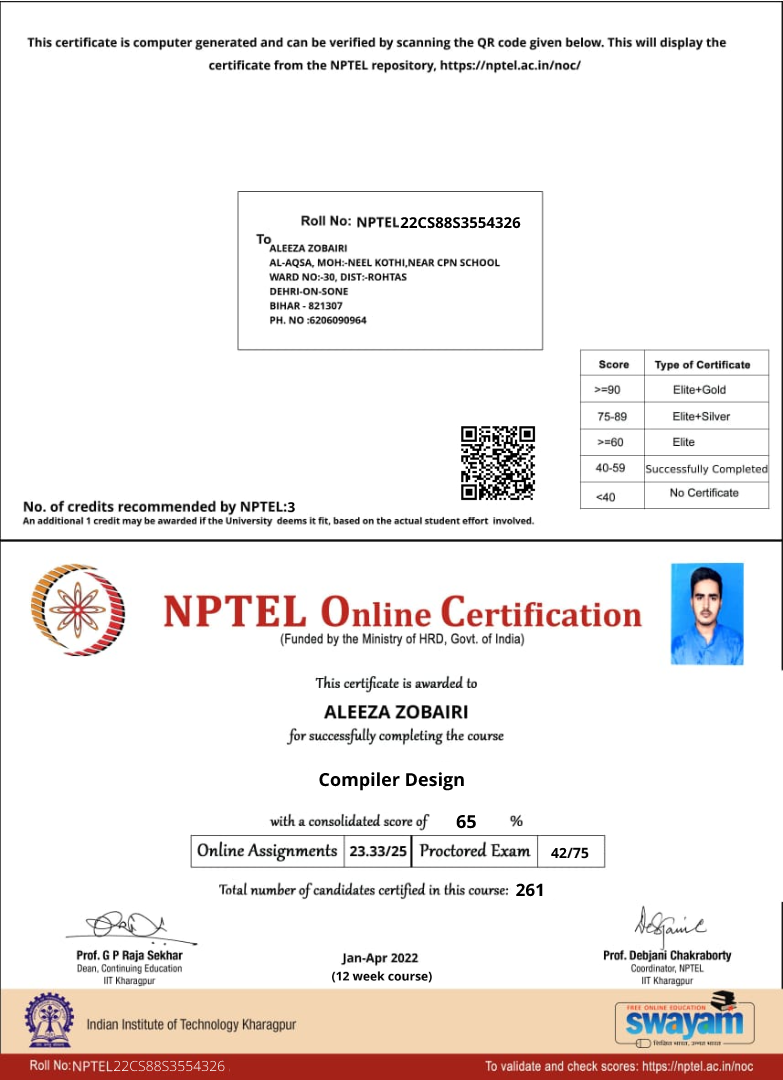 This certificate is computer generated and can be verified by scanning the QR code given below. This will display the
certificate from the NPTEL repository, https://nptel.ac.in/noc/
Roll No: NPTEL22CS88S3554326
To
ALEEZA ZOBAIRI
AL-AQSA, MOH:-NEEL KOTHI,NEAR CPN SCHOOL
WARD NO:-30, DIST:-ROHTAS
DEHRI-ON-SONE
BIHAR - 821307
PH. NO :6206090964
Score Type of Certificate
>=90 Elite+Gold
75-89 Elite+Silver
>=60 Elite
40-59 Successfully Completed
<40 No Certificate
No. of credits recommended by NPTEL:3
An additional 1 credit may be awarded if the University deems it fit, based on the actual student effort involved.
NPTEL Online Certification
(Funded by the Ministry of HRD, Govt. of India)
This certificate is awarded to
ALEEZA ZOBAIRI
for successfully completing the course
Compiler Design
with a consolidated score of 65 %
Online Assignments 23.33/25 Proctored Exam 42/75
Total number of candidates certified in this course: 261
Prof. G P Raja Sekhar
Dean, Continuing Education
IIT Kharagpur
Jan-Apr 2022
(12 week course)
Prof. Debjani Chakraborty
Coordinator, NPTEL
IIT Kharagpur
Indian Institute of Technology Kharagpur
FREE ONLINE EDUCATION
swayam
शिक्षित भारत, उन्नत भारत
Roll No:NPTEL22CS88S3554326
To validate and check scores: https://nptel.ac.in/noc